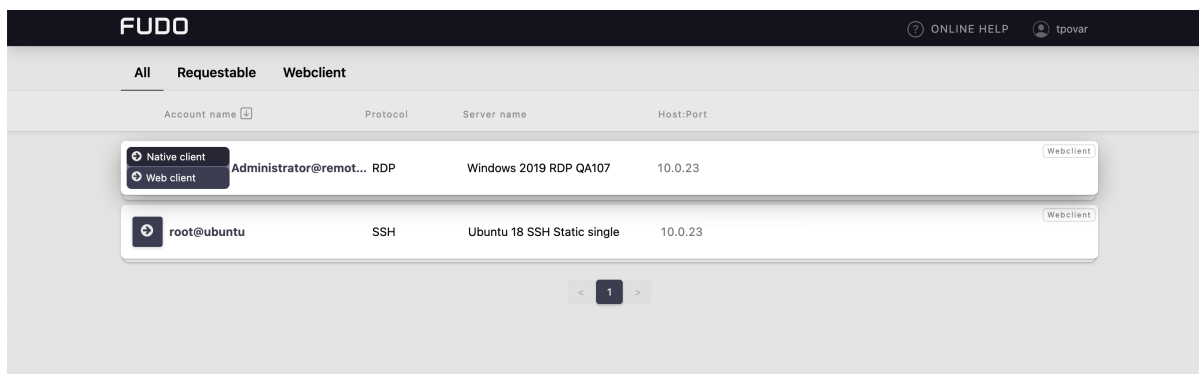 FUDO
? ONLINE HELP tpovar
All Requestable Webclient
Account name Protocol Server name Host:Port
Native client
Web client
Administrator@remot... RDP Windows 2019 RDP QA107 10.0.23
Webclient
root@ubuntu SSH Ubuntu 18 SSH Static single 10.0.23
Webclient
< 1 >